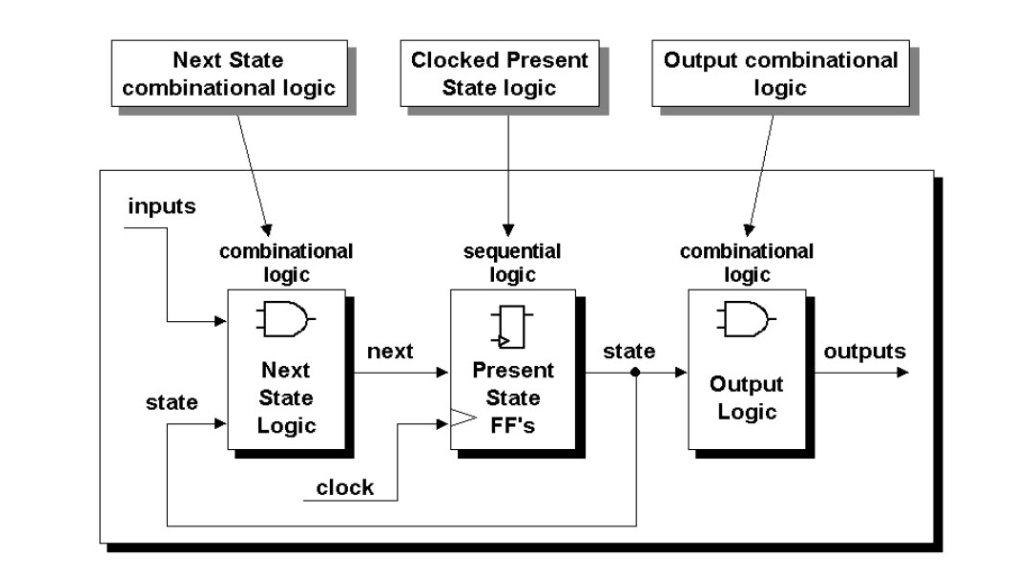 Next State
combinational logic
Clocked Present
State logic
Output combinational
logic
inputs
combinational
logic
sequential
logic
combinational
logic
next
state
outputs
Next
State
Logic
Present
State
FF's
Output
Logic
state
clock